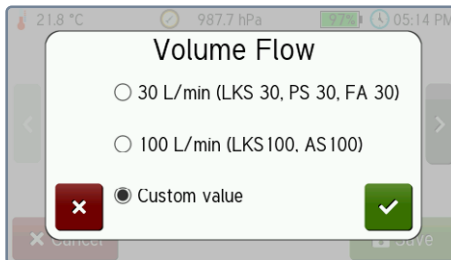 21.8 °C 987.7 hPa 97% 05:14 PM
Volume Flow
30 L/min (LKS 30, PS 30, FA 30)
100 L/min (LKS100, AS100)
Custom value
Cancel Save